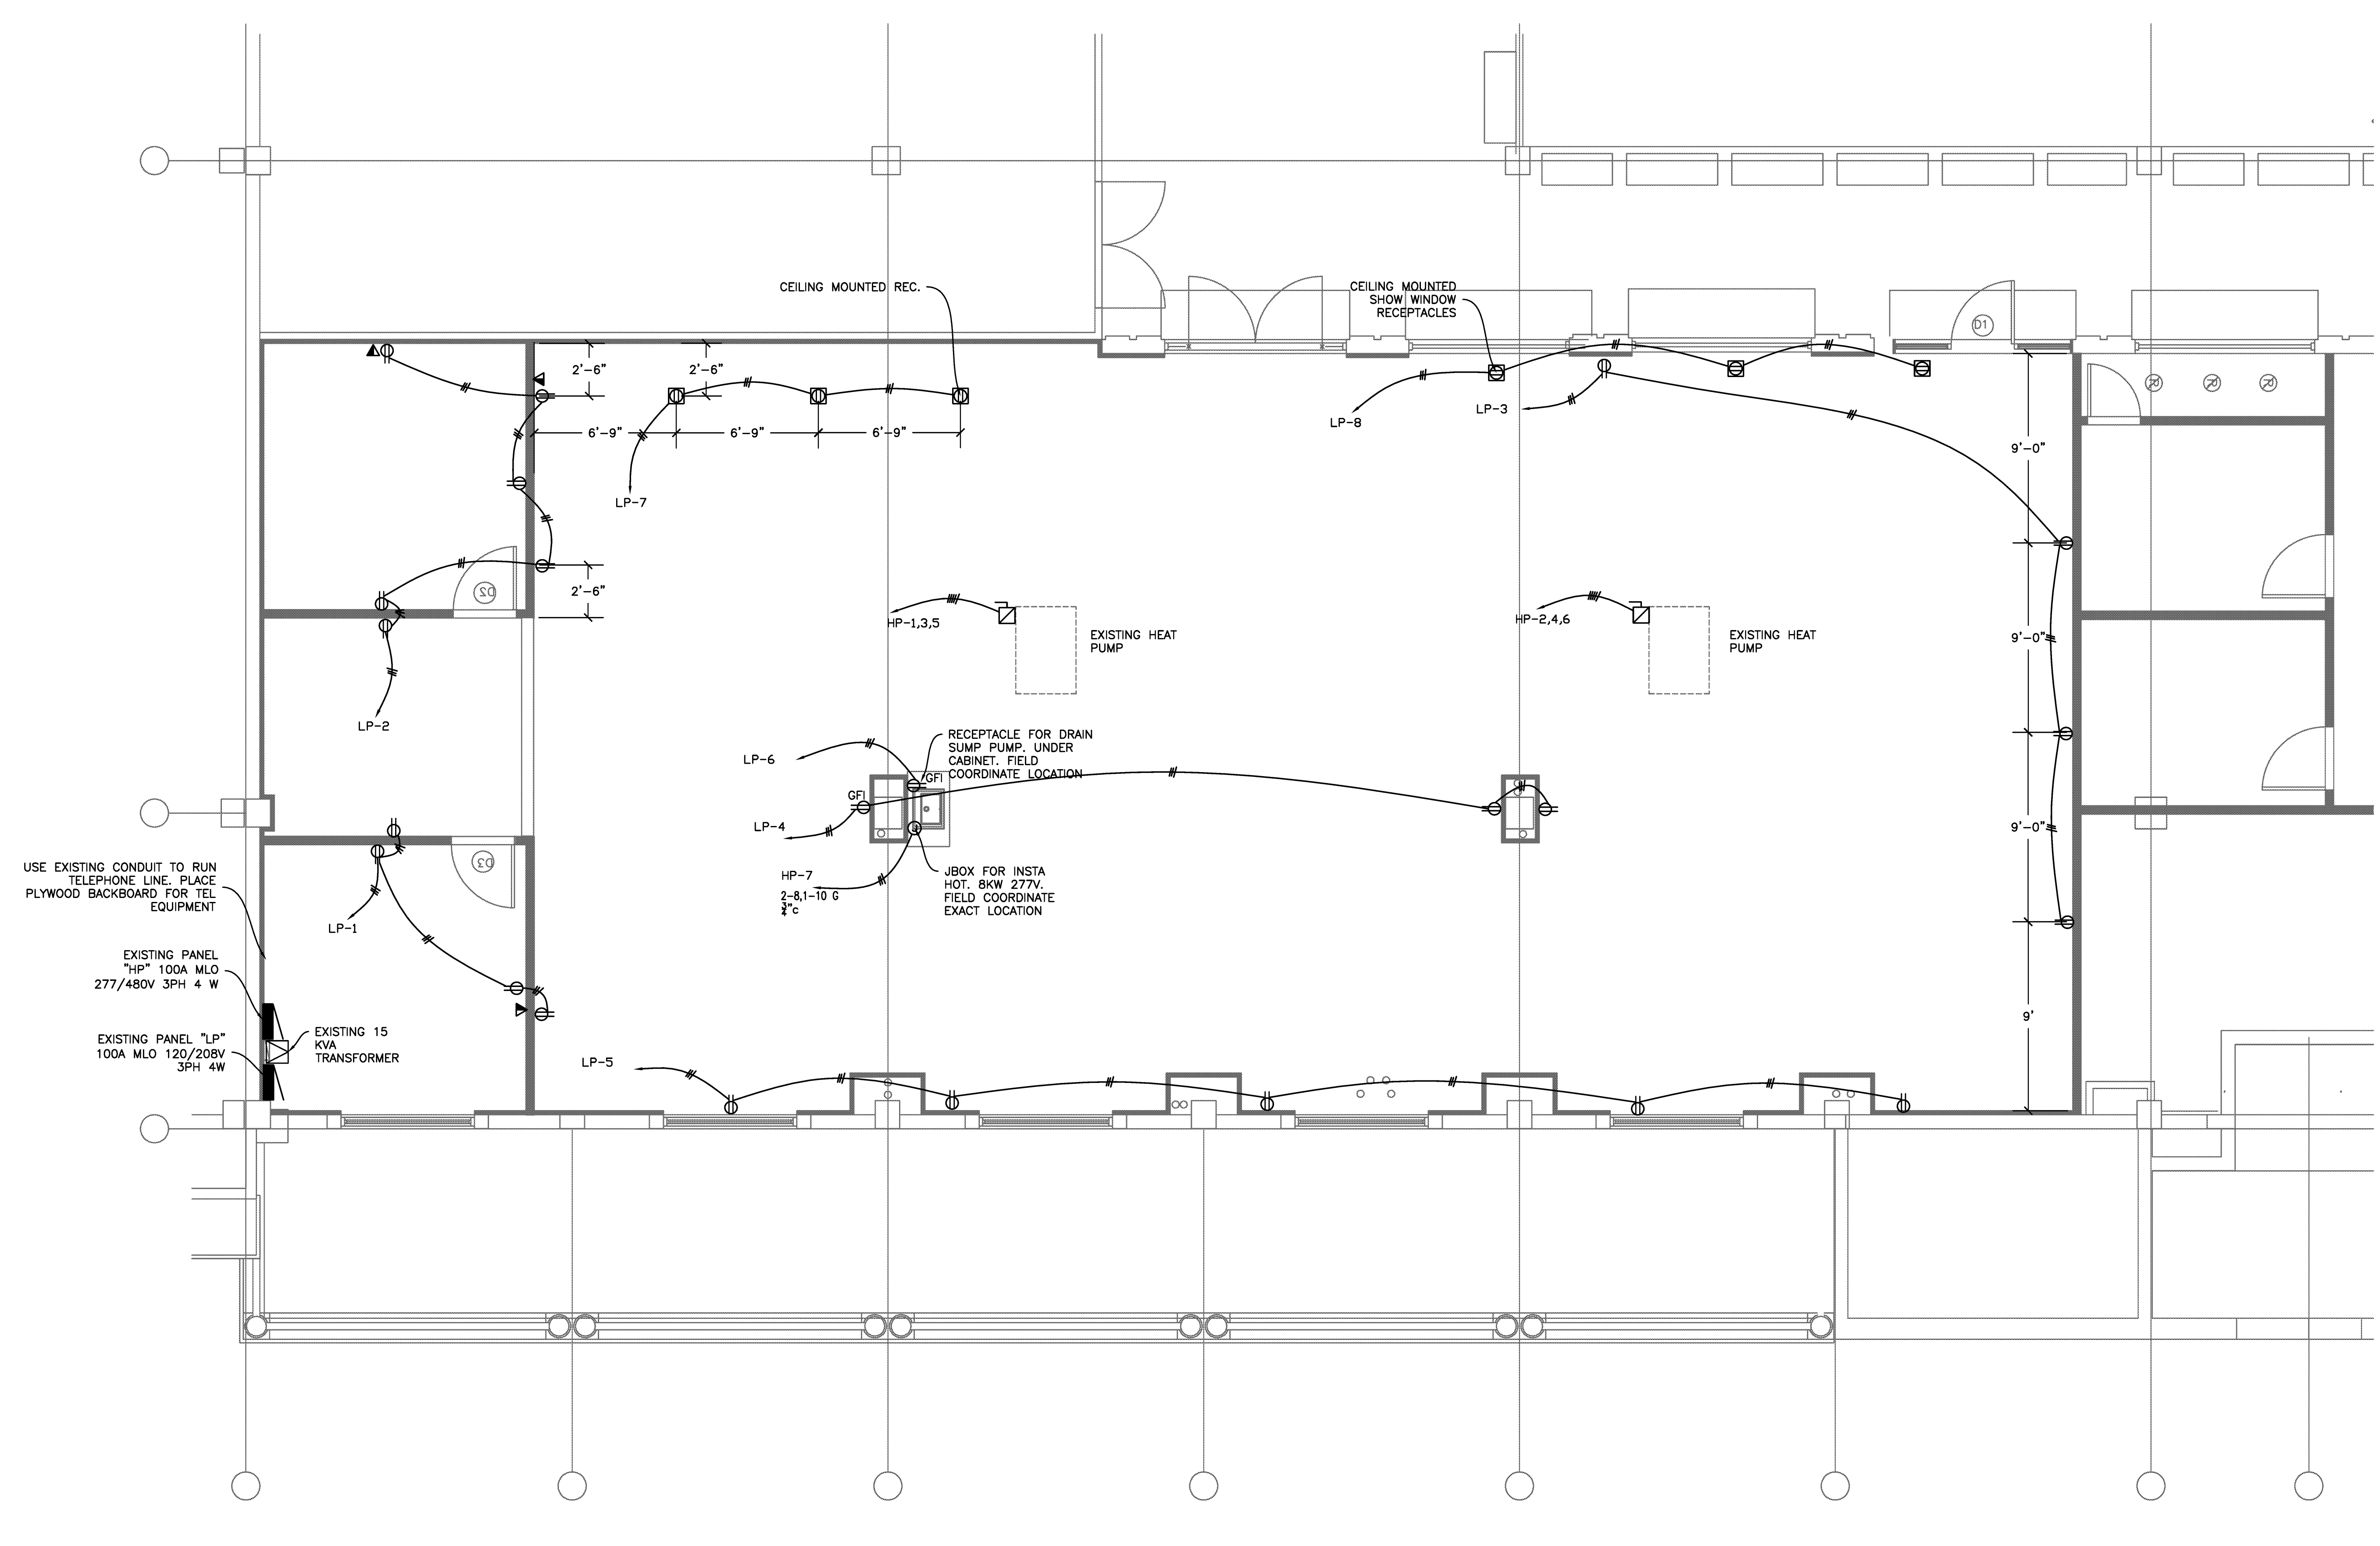 CEILING MOUNTED REC.
CEILING MOUNTED
SHOW WINDOW
RECEPTACLES
D1
2'-6"
2'-6"
6'-9"
6'-9"
6'-9"
LP-7
LP-8
LP-3
R
R
R
9'-0"
D2
2'-6"
HP-1,3,5
EXISTING HEAT
PUMP
HP-2,4,6
EXISTING HEAT
PUMP
9'-0"
LP-2
LP-6
RECEPTACLE FOR DRAIN
SUMP PUMP. UNDER
CABINET. FIELD
COORDINATE LOCATION
GFI
GFI
LP-4
9'-0"
D3
USE EXISTING CONDUIT TO RUN
TELEPHONE LINE. PLACE
PLYWOOD BACKBOARD FOR TEL
EQUIPMENT
HP-7
2-8,1-10 G
3/4"c
JBOX FOR INSTA
HOT. 8KW 277V.
FIELD COORDINATE
EXACT LOCATION
LP-1
EXISTING PANEL
"HP" 100A MLO
277/480V 3PH 4 W
EXISTING PANEL "LP"
100A MLO 120/208V
3PH 4W
EXISTING 15
KVA
TRANSFORMER
LP-5
9'